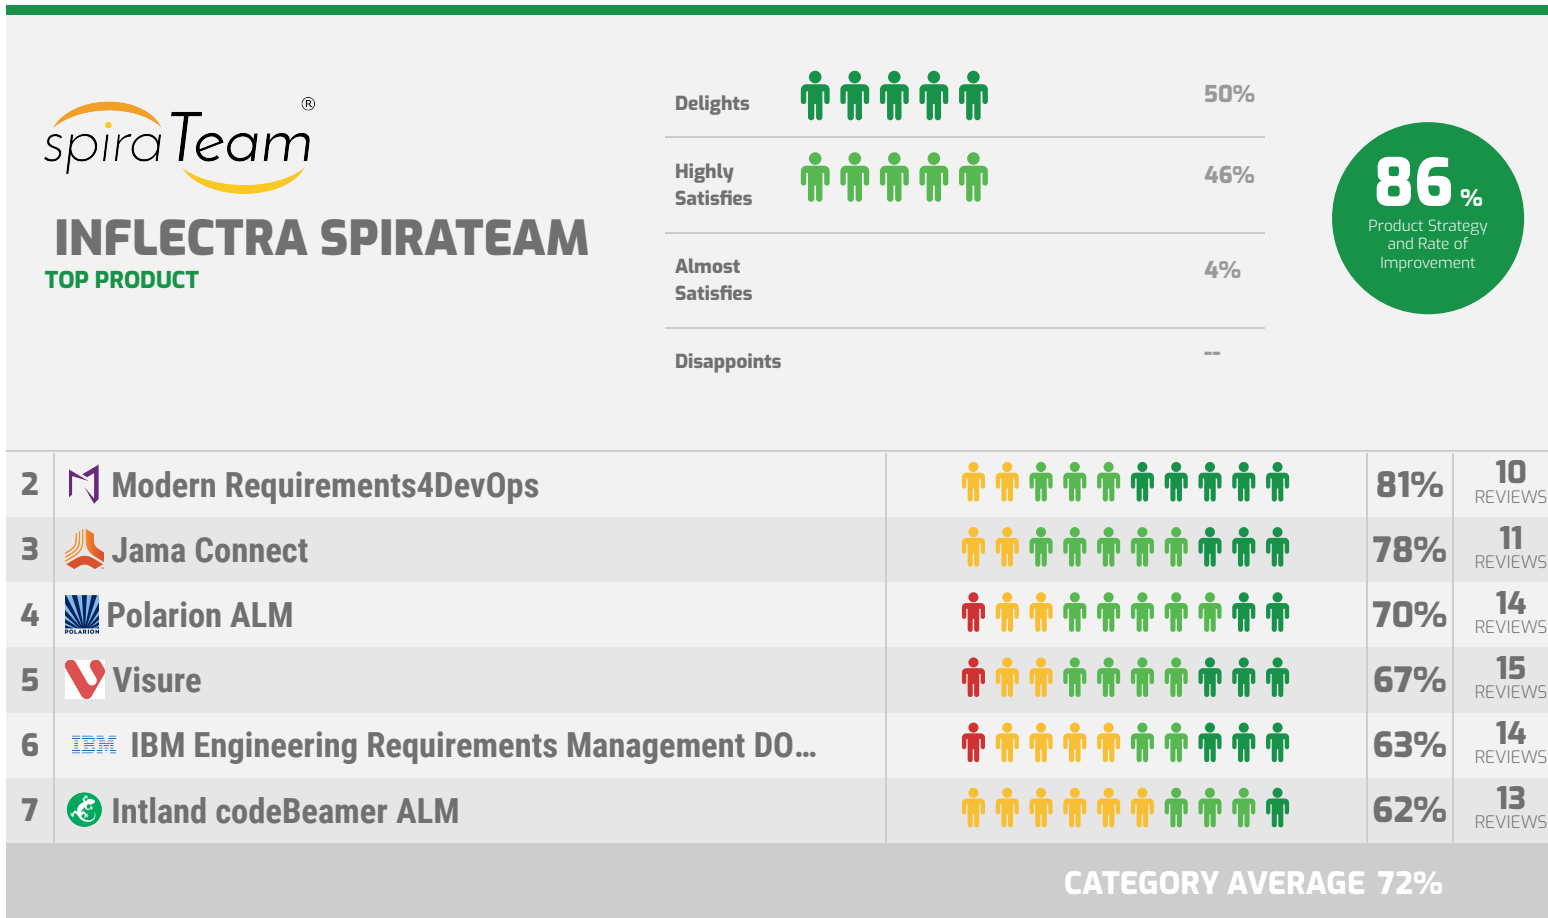 spiraTeam®
INFLECTRA SPIRATEAM
TOP PRODUCT
Delights 50%
Highly
Satisfies 46%
Almost
Satisfies 4%
Disappoints --
86 %
Product Strategy
and Rate of
Improvement
2 Modern Requirements4DevOps 81% 10
REVIEWS
3 Jama Connect 78% 11
REVIEWS
4 POLARION Polarion ALM 70% 14
REVIEWS
5 Visure 67% 15
REVIEWS
6 IBM IBM Engineering Requirements Management DO... 63% 14
REVIEWS
7 Intland codeBeamer ALM 62% 13
REVIEWS
CATEGORY AVERAGE 72%